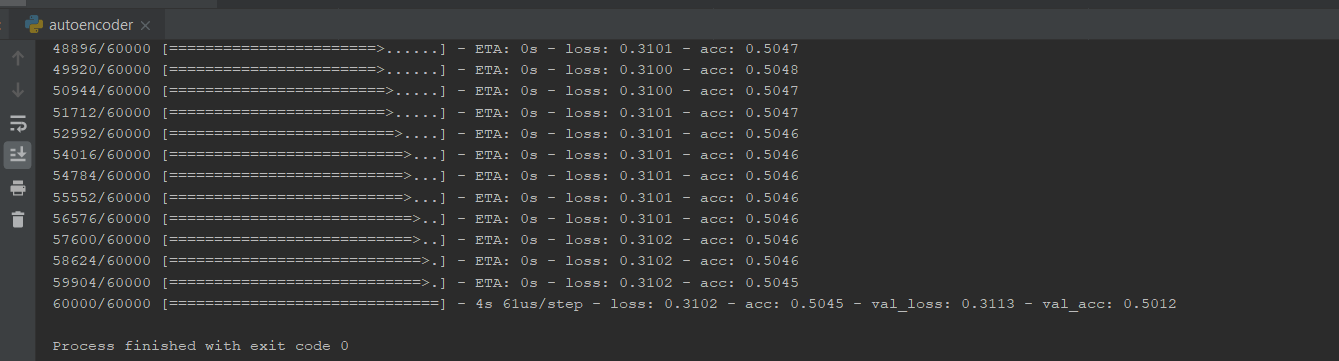 autoencoder
48896/60000 [=======================>......] - ETA: 0s - loss: 0.3101 - acc: 0.5047
49920/60000 [=======================>......] - ETA: 0s - loss: 0.3100 - acc: 0.5048
50944/60000 [========================>.....] - ETA: 0s - loss: 0.3100 - acc: 0.5047
51712/60000 [========================>.....] - ETA: 0s - loss: 0.3101 - acc: 0.5047
52992/60000 [=========================>....] - ETA: 0s - loss: 0.3101 - acc: 0.5046
54016/60000 [==========================>...] - ETA: 0s - loss: 0.3101 - acc: 0.5046
54784/60000 [==========================>...] - ETA: 0s - loss: 0.3101 - acc: 0.5046
55552/60000 [==========================>...] - ETA: 0s - loss: 0.3101 - acc: 0.5046
56576/60000 [===========================>..] - ETA: 0s - loss: 0.3101 - acc: 0.5046
57600/60000 [===========================>..] - ETA: 0s - loss: 0.3102 - acc: 0.5046
58624/60000 [============================>.] - ETA: 0s - loss: 0.3102 - acc: 0.5046
59904/60000 [============================>.] - ETA: 0s - loss: 0.3102 - acc: 0.5045
60000/60000 [==============================] - 4s 61us/step - loss: 0.3102 - acc: 0.5045 - val_loss: 0.3113 - val_acc: 0.5012
Process finished with exit code 0